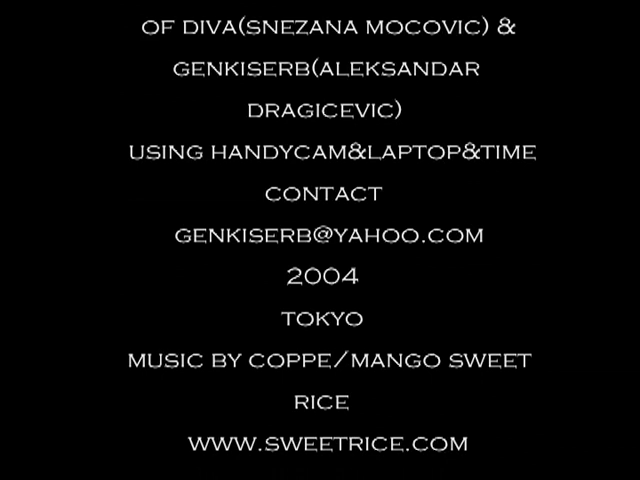 OF DIVA(SNEZANA MOCOVIC) &
GENKISERB(ALEKSANDAR
DRAGICEVIC)
USING HANDYCAM&LAPTOP&TIME
CONTACT
GENKISERB@YAHOO.COM
2004
TOKYO
MUSIC BY COPPE/MANGO SWEET
RICE
WWW.SWEETRICE.COM